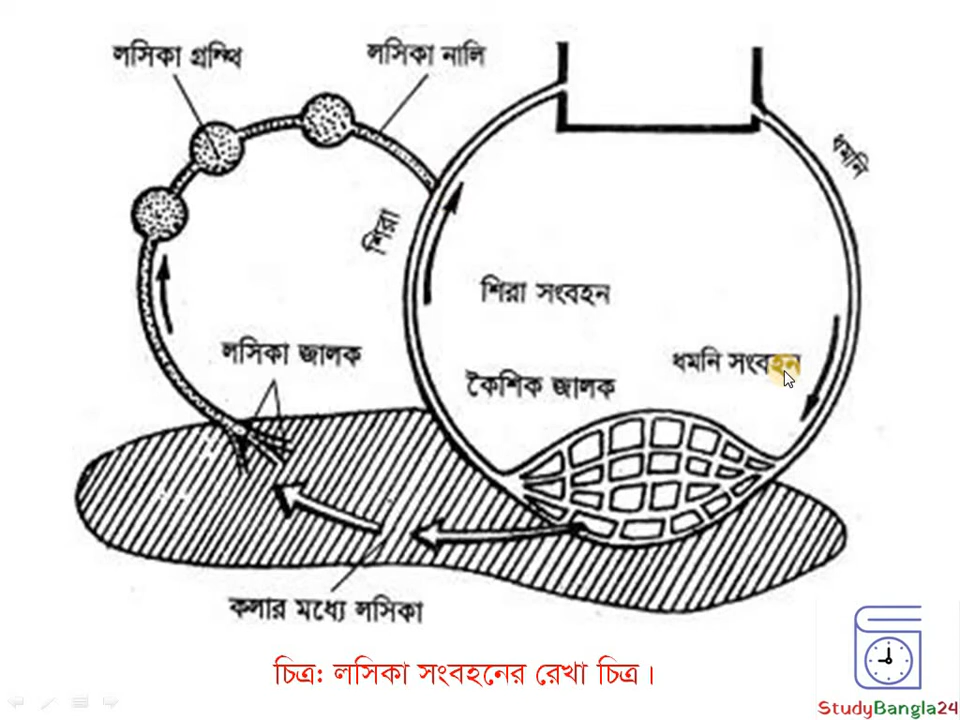 লসিকা গ্রন্থি
লসিকা নালি
ধমনি
শিরা
শিরা সংবহন
লসিকা জালক
ধমনি সংবহন
কৈশিক জালক
কলার মধ্যে লসিকা
চিত্র: লসিকা সংবহনের রেখা চিত্র।
StudyBangla24